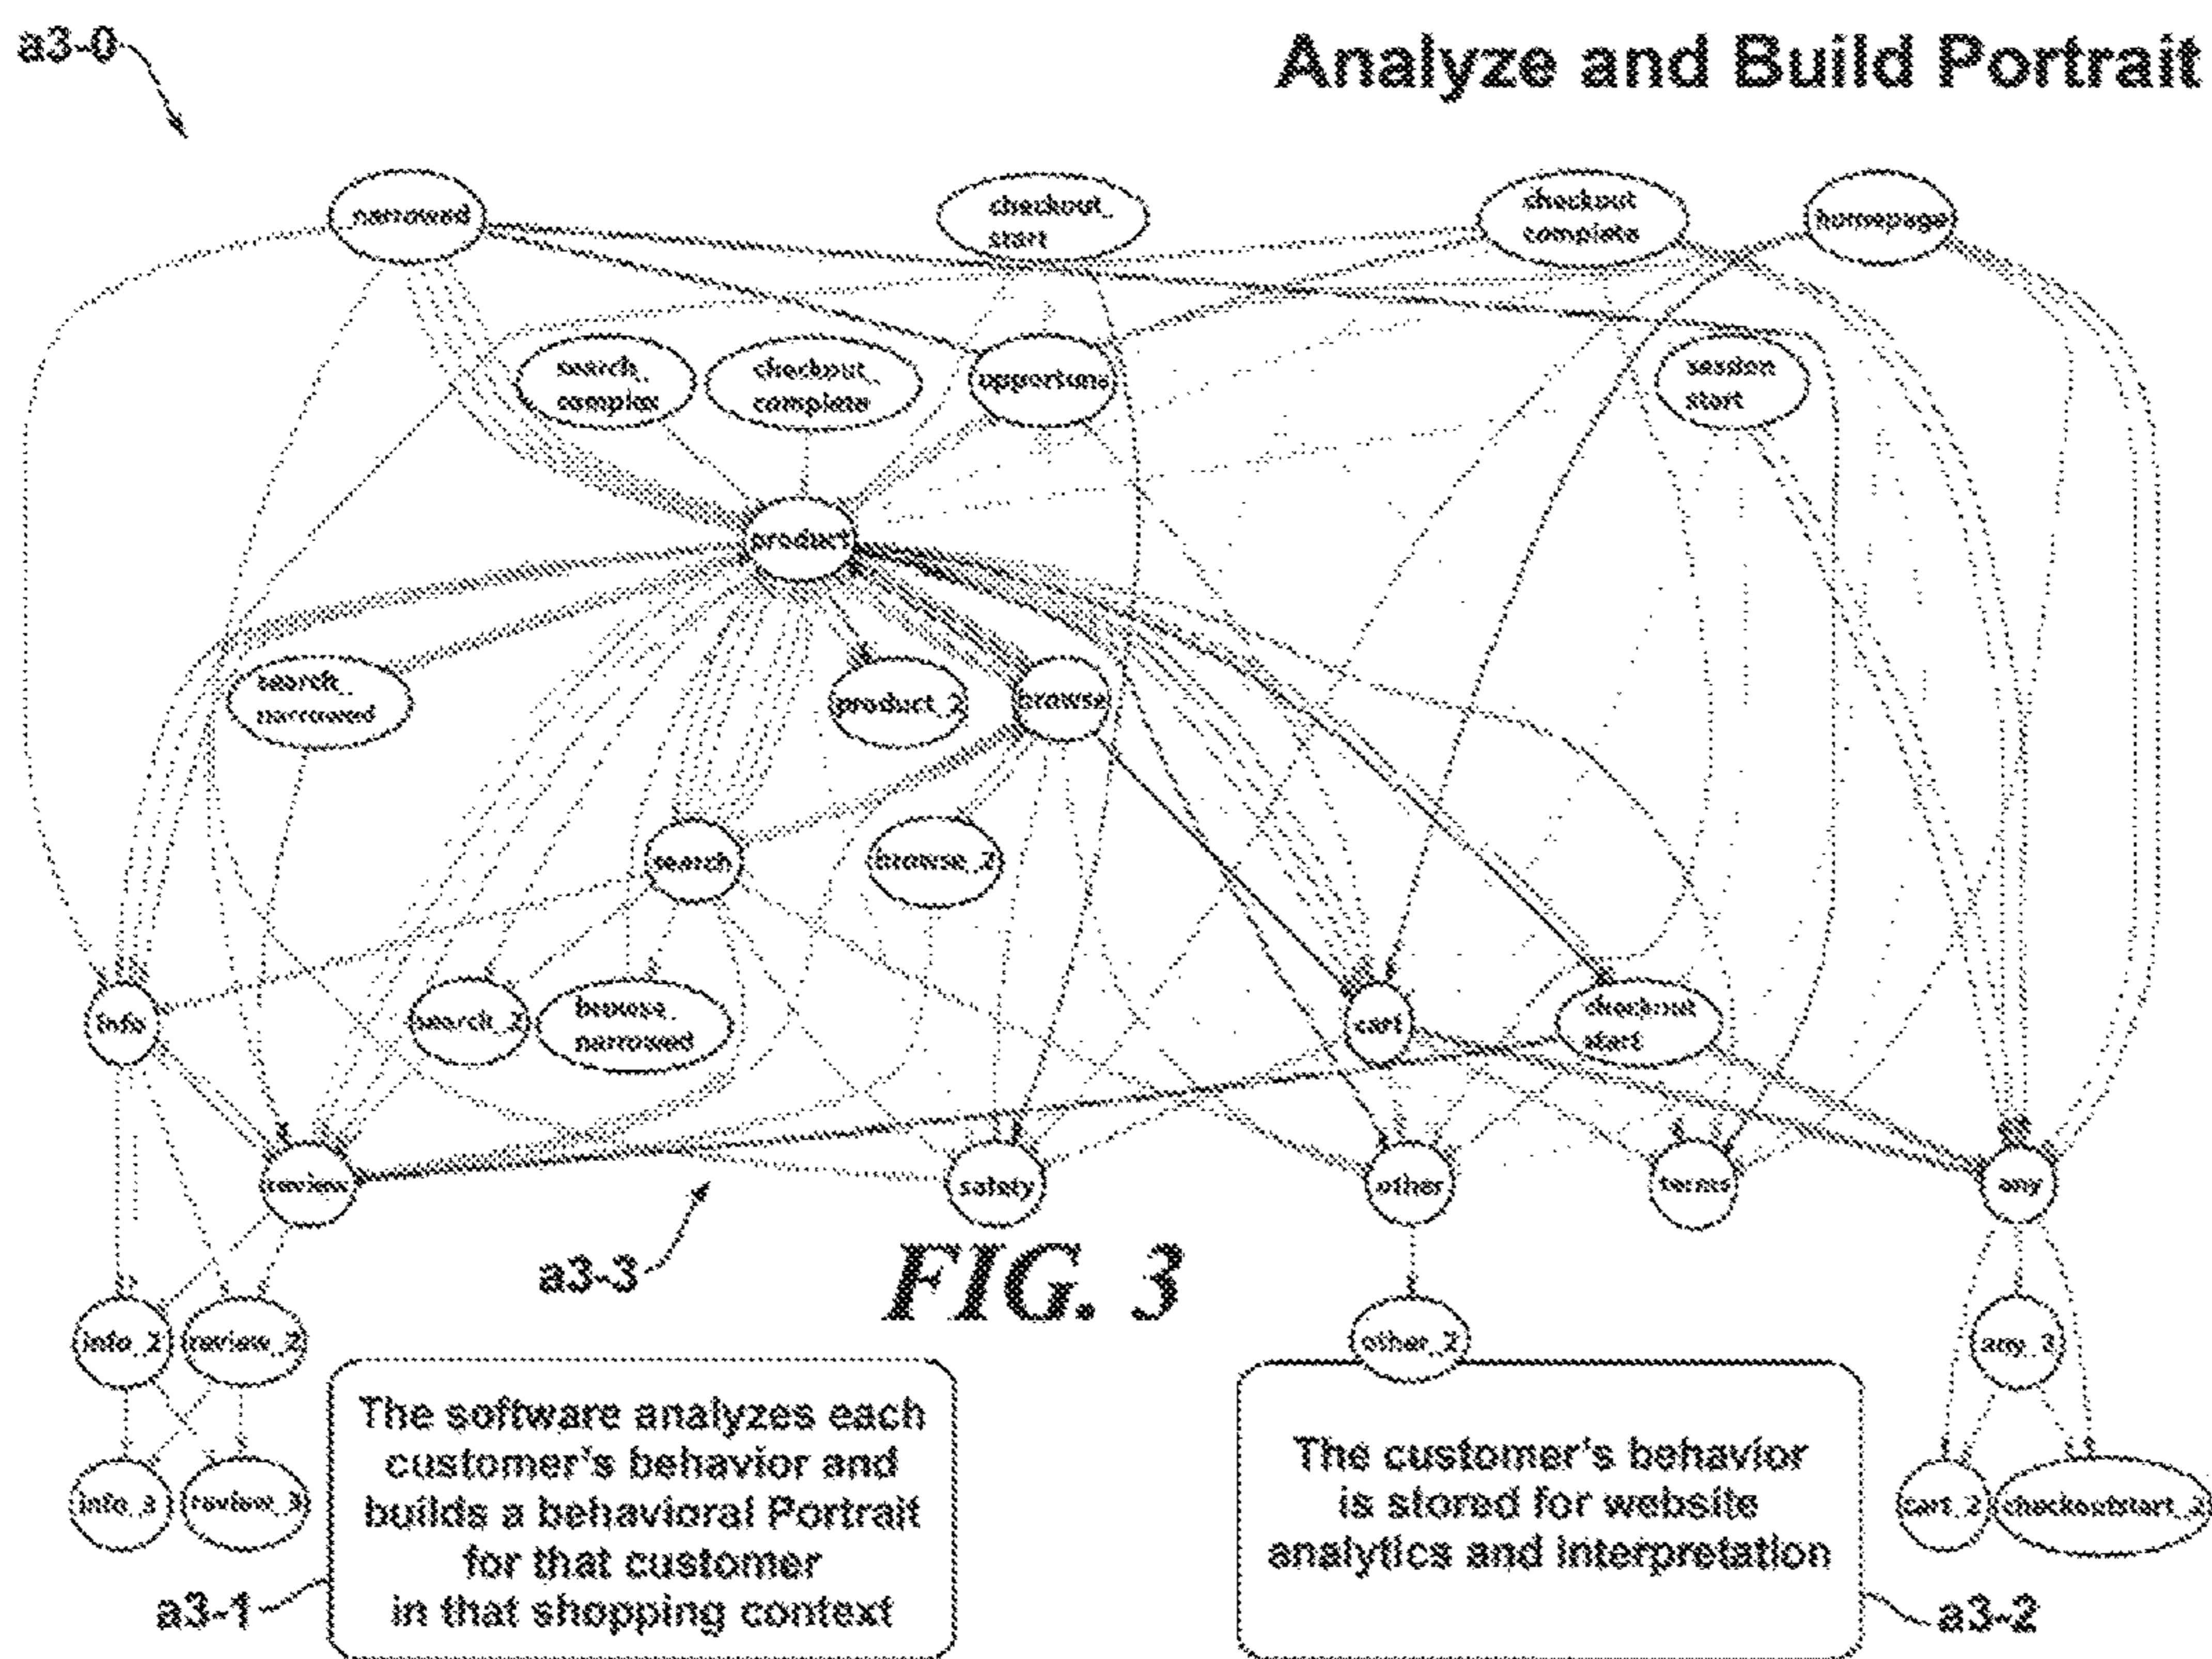 a3-0
Analyze and Build Portrait
narrowed
checkout_
start
checkout
complete
homepage
search_
complex
checkout_
complete
opportune
session
start
product
search_
narrowed
product_2
browse
search
browse_2
info
search_2
browse_
narrowed
cart
checkout
start
review
safety
other
terms
any
a3-3
FIG. 3
info_2
review_2
other_2
any_3
The software analyzes each
customer's behavior and
builds a behavioral Portrait
for that customer
in that shopping context
The customer's behavior
is stored for website
analytics and interpretation
info_3
review_3
cart_2
checkoutstart_3
a3-1
a3-2